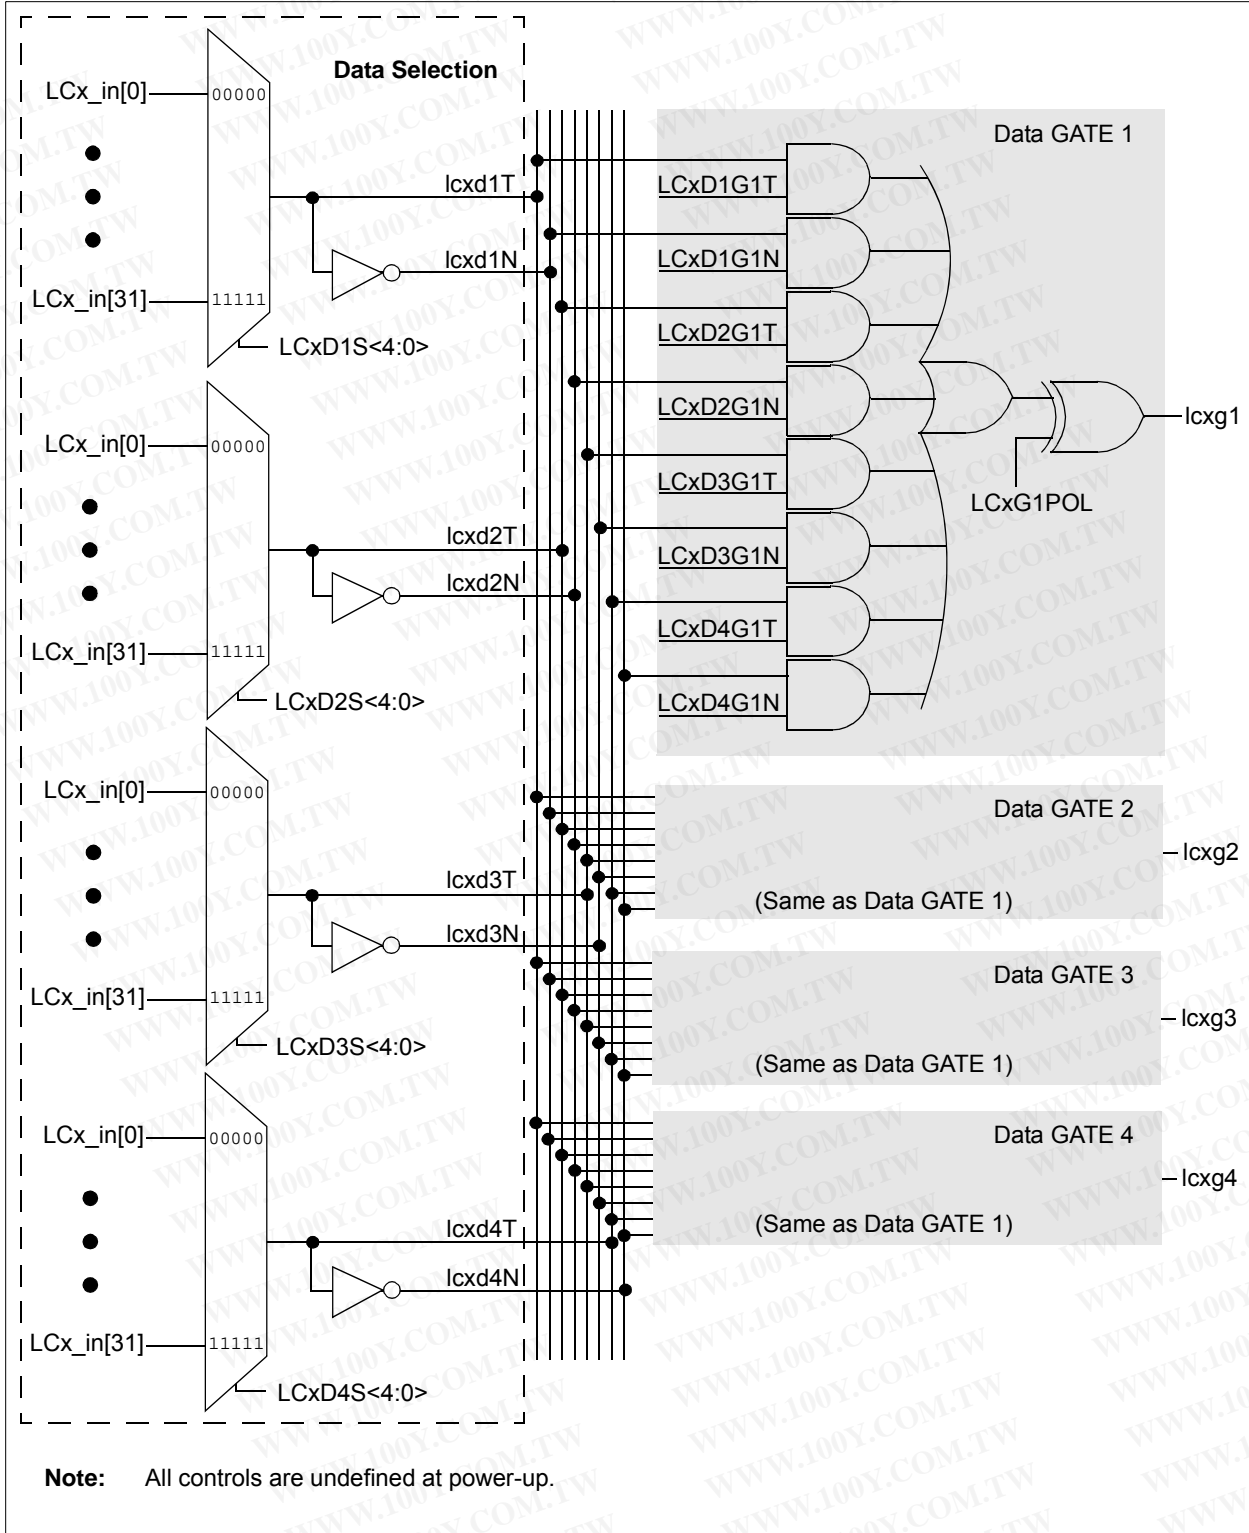 Data Selection
LCx_in[0]
00000
LCx_in[31]
11111
LCxD1S<4:0>
lcxd1T
lcxd1N
LCx_in[0]
00000
LCx_in[31]
11111
LCxD2S<4:0>
lcxd2T
lcxd2N
LCx_in[0]
00000
LCx_in[31]
11111
LCxD3S<4:0>
lcxd3T
lcxd3N
LCx_in[0]
00000
LCx_in[31]
11111
LCxD4S<4:0>
lcxd4T
lcxd4N
Data GATE 1
LCxD1G1T
LCxD1G1N
LCxD2G1T
LCxD2G1N
LCxD3G1T
LCxD3G1N
LCxD4G1T
LCxD4G1N
LCxG1POL
lcxg1
Data GATE 2
(Same as Data GATE 1)
lcxg2
Data GATE 3
(Same as Data GATE 1)
lcxg3
Data GATE 4
(Same as Data GATE 1)
lcxg4
Note: All controls are undefined at power-up.
WWW.100Y.COM.TW